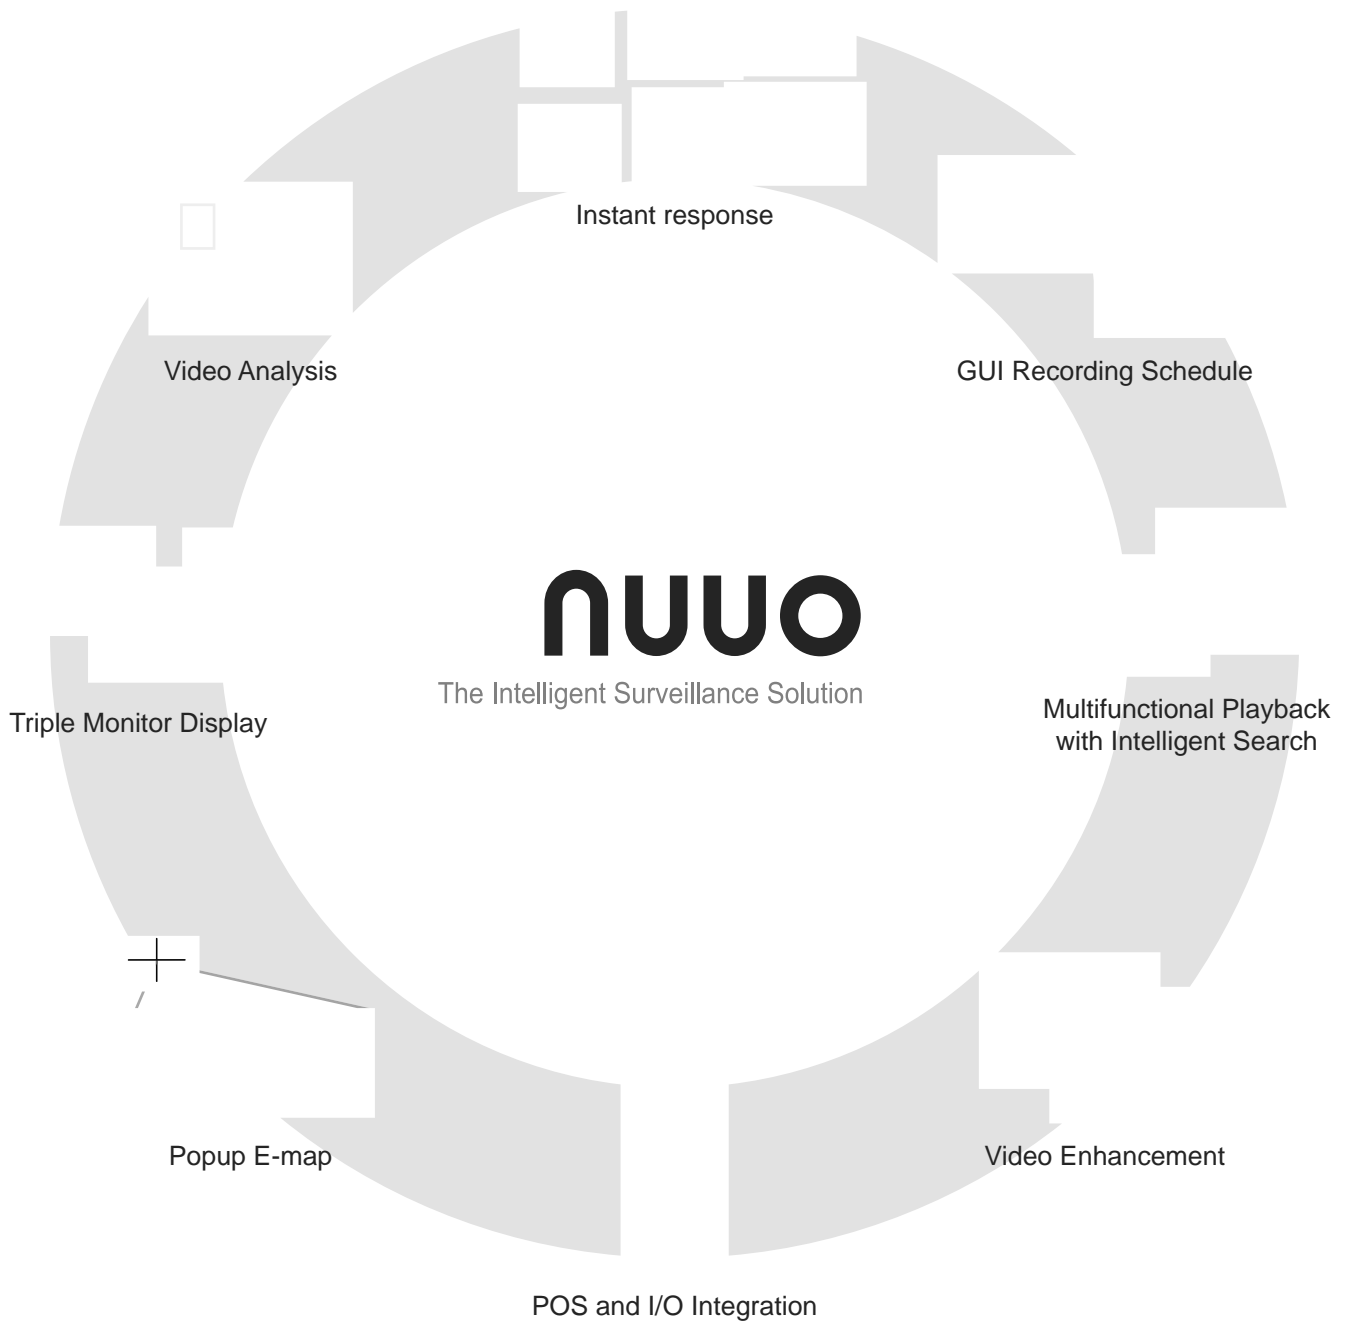 Instant response
Video Analysis
GUI Recording Schedule
nuuo
The Intelligent Surveillance Solution
Triple Monitor Display
Multifunctional Playback
with Intelligent Search
Popup E-map
Video Enhancement
POS and I/O Integration